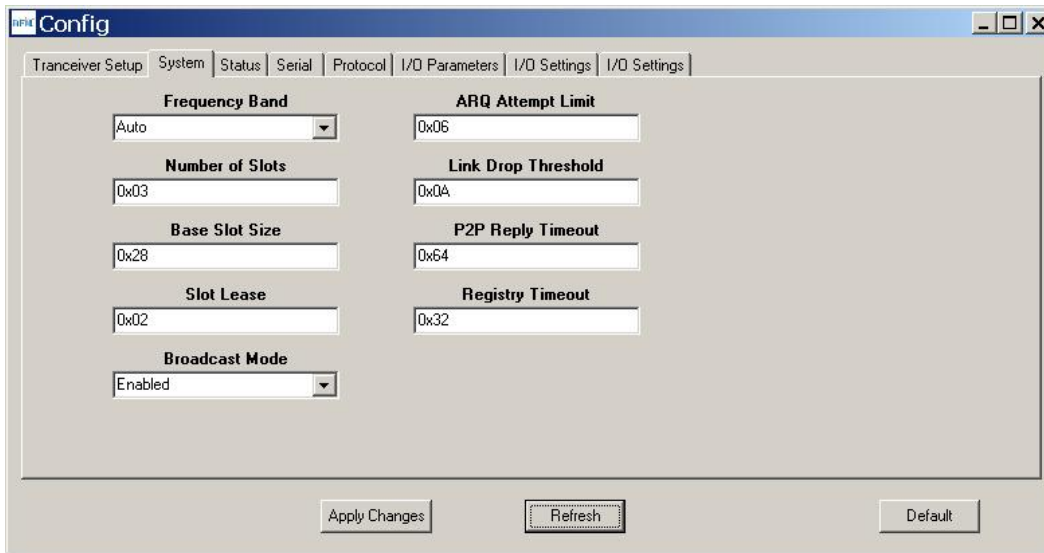 Config
Tranceiver Setup System Status Serial Protocol I/O Parameters I/O Settings I/O Settings
Frequency Band
Auto
Number of Slots
0x03
Base Slot Size
0x28
Slot Lease
0x02
Broadcast Mode
Enabled
ARQ Attempt Limit
0x06
Link Drop Threshold
0x0A
P2P Reply Timeout
0x64
Registry Timeout
0x32
Apply Changes Refresh Default